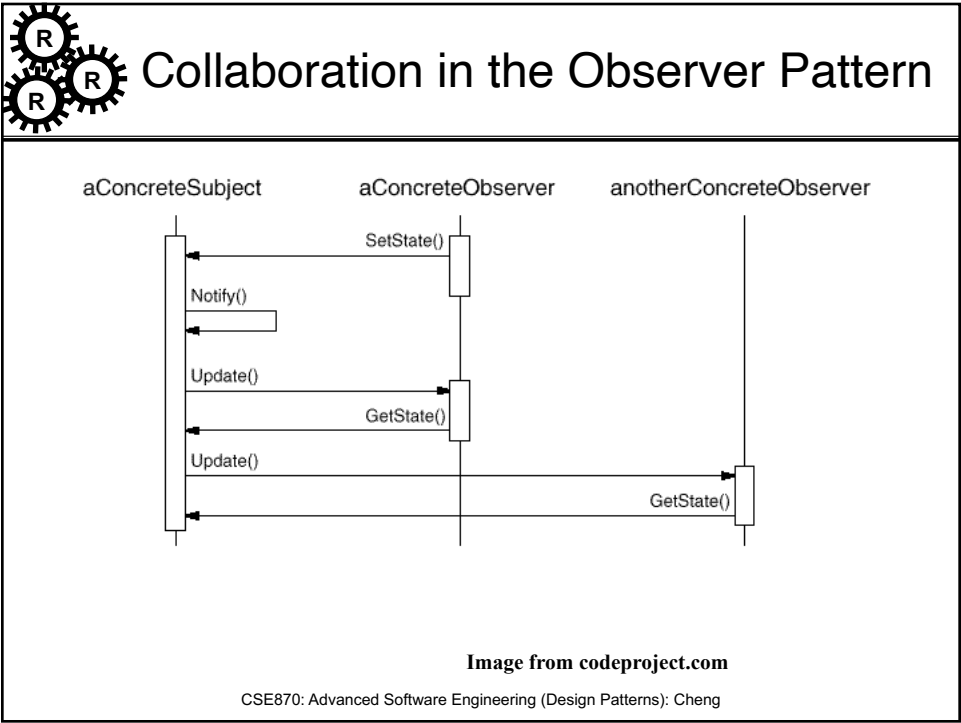 R
R
R
Collaboration in the Observer Pattern
aConcreteSubject
aConcreteObserver
anotherConcreteObserver
SetState()
Notify()
Update()
GetState()
Update()
GetState()
Image from codeproject.com
CSE870: Advanced Software Engineering (Design Patterns): Cheng